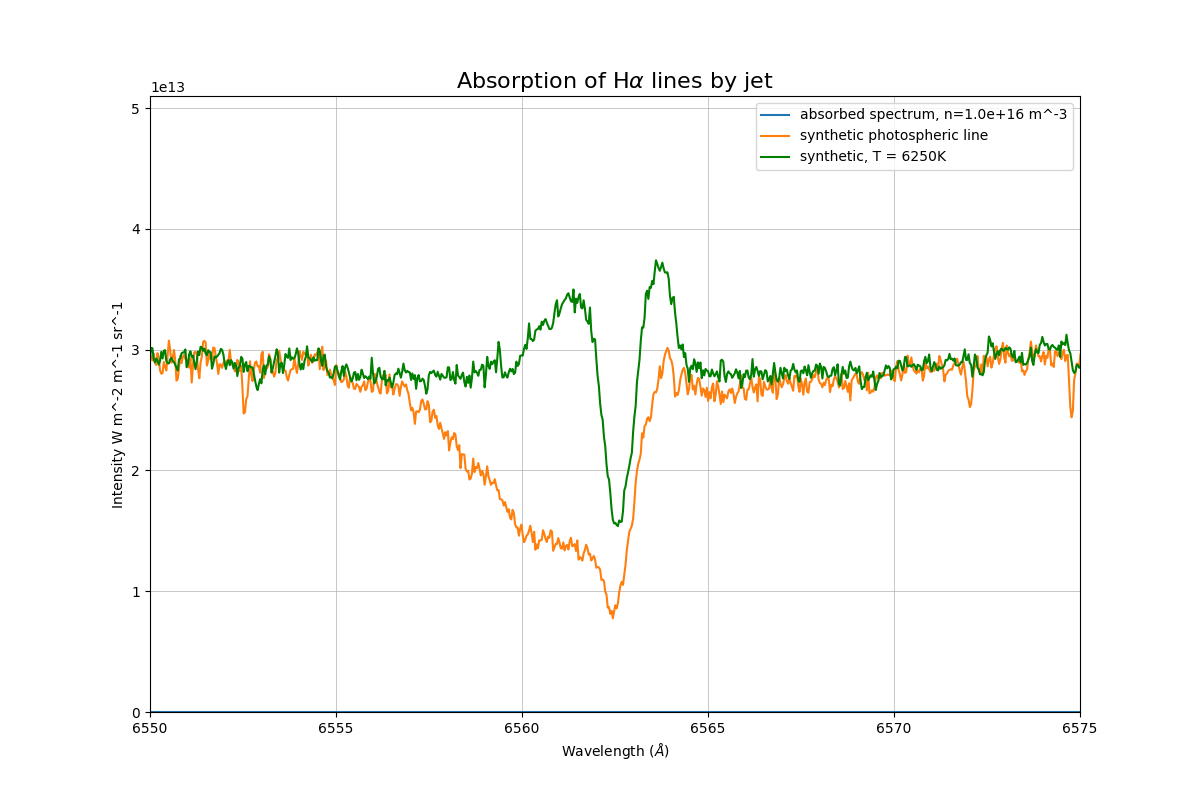 Absorption of Hα lines by jet
1e13
absorbed spectrum, n=1.0e+16 m^-3
synthetic photospheric line
synthetic, T = 6250K
5
4
3
2
1
0
Intensity W m^-2 m^-1 sr^-1
6550 6555 6560 6565 6570 6575
Wavelength (Å)